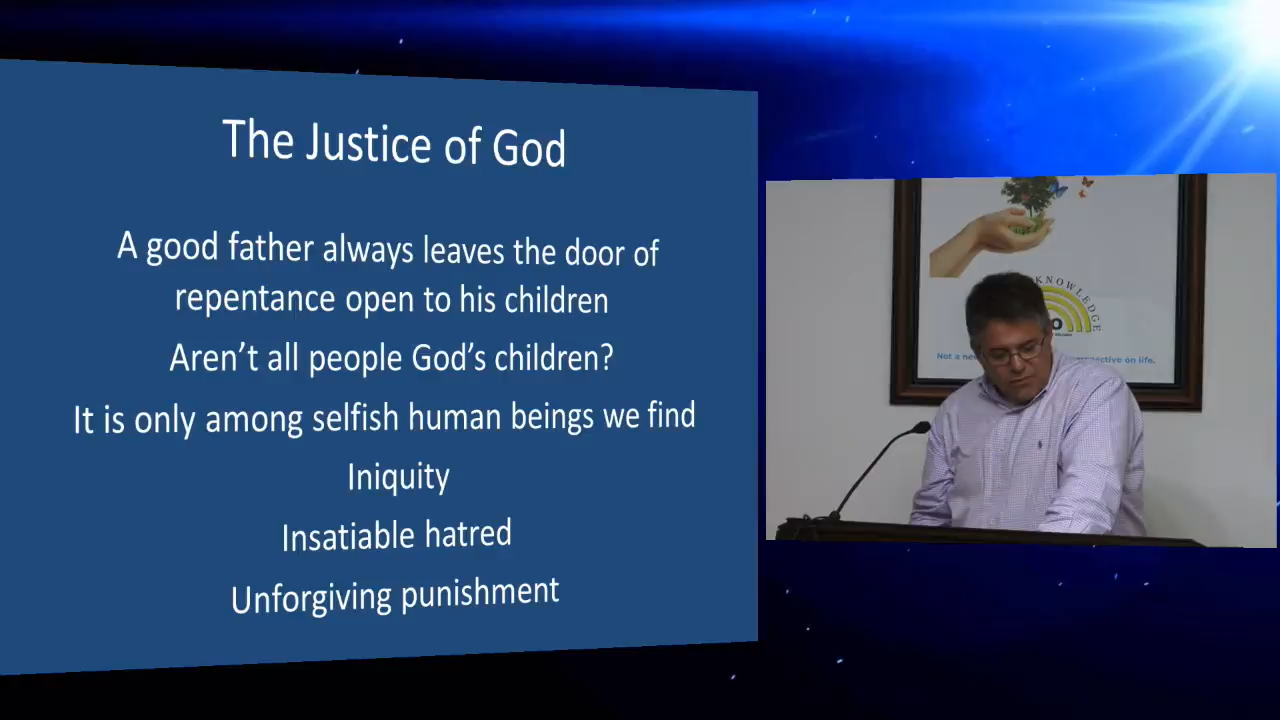 The Justice of God
A good father always leaves the door of
repentance open to his children
Aren't all people God's children?
It is only among selfish human beings we find
Iniquity
Insatiable hatred
Unforgiving punishment
KNOWLEDGE
Not a
on life.